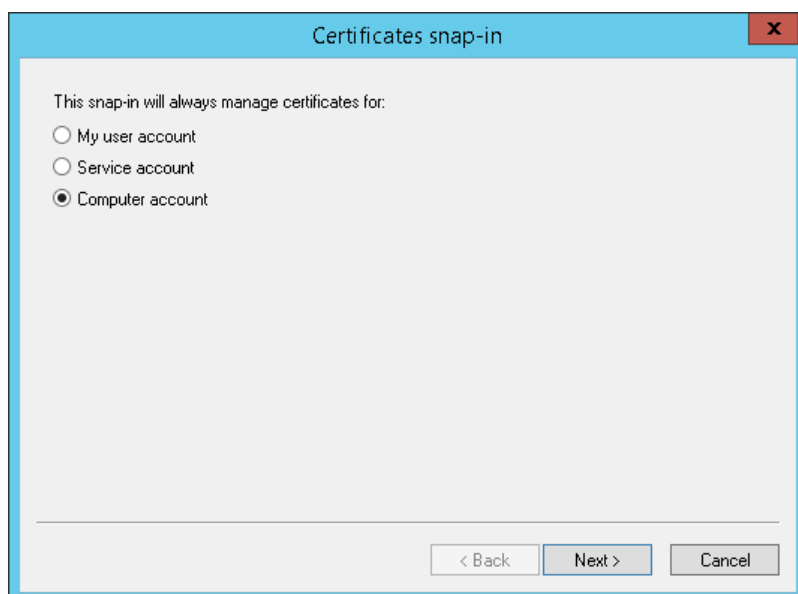 Certificates snap-in
x
This snap-in will always manage certificates for:
My user account
Service account
Computer account
< Back Next > Cancel